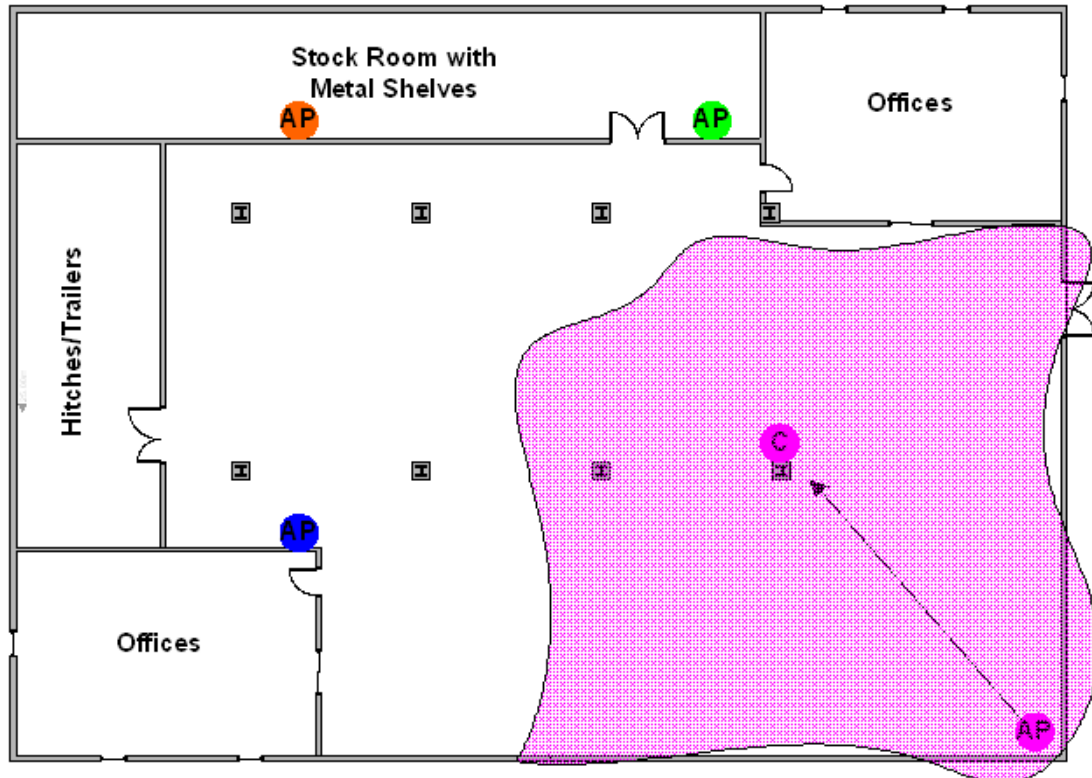 Stock Room with
Metal Shelves
Offices
AP
AP
Hitches/Trailers
C
AP
Offices
AP